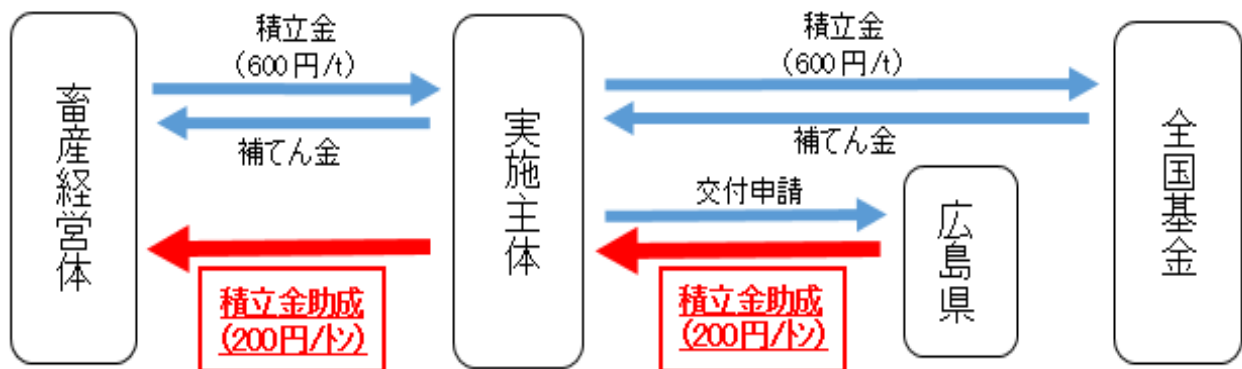 畜産経営体
積立金
(600円/t)
補てん金
積立金助成
(200円/トン)
実施主体
積立金
(600円/t)
補てん金
交付申請
積立金助成
(200円/トン)
広島県
全国基金